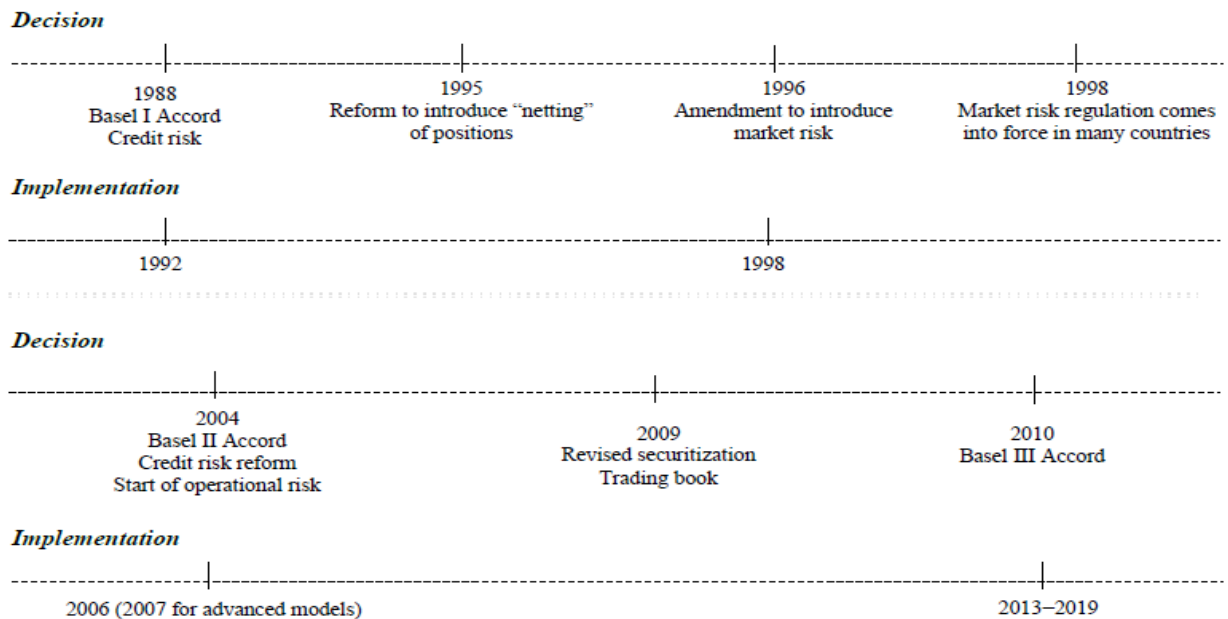 Decision
1988
Basel I Accord
Credit risk
1995
Reform to introduce “netting”
of positions
1996
Amendment to introduce
market risk
1998
Market risk regulation comes
into force in many countries
Implementation
1992
1998
Decision
2004
Basel II Accord
Credit risk reform
Start of operational risk
2009
Revised securitization
Trading book
2010
Basel III Accord
Implementation
2006 (2007 for advanced models)
2013–2019